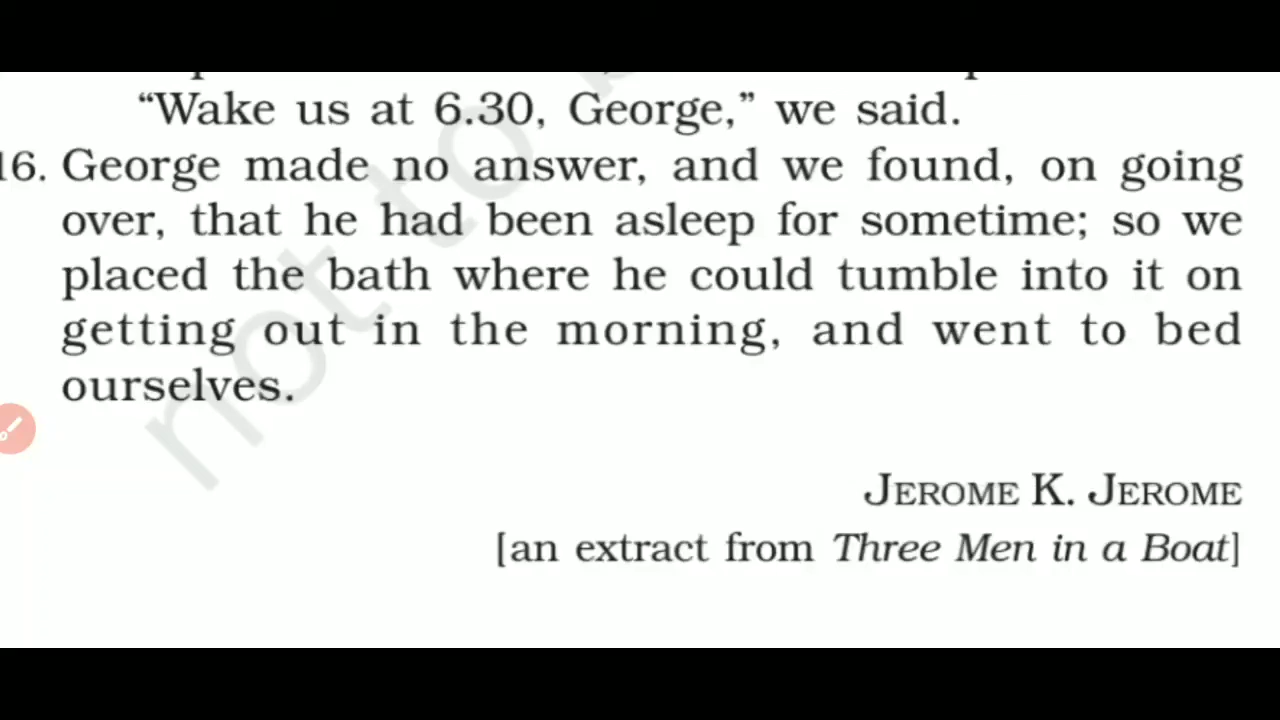 “Wake us at 6.30, George,” we said.
16. George made no answer, and we found, on going
over, that he had been asleep for sometime; so we
placed the bath where he could tumble into it on
getting out in the morning, and went to bed
ourselves.
JEROME K. JEROME
[an extract from Three Men in a Boat]
not to